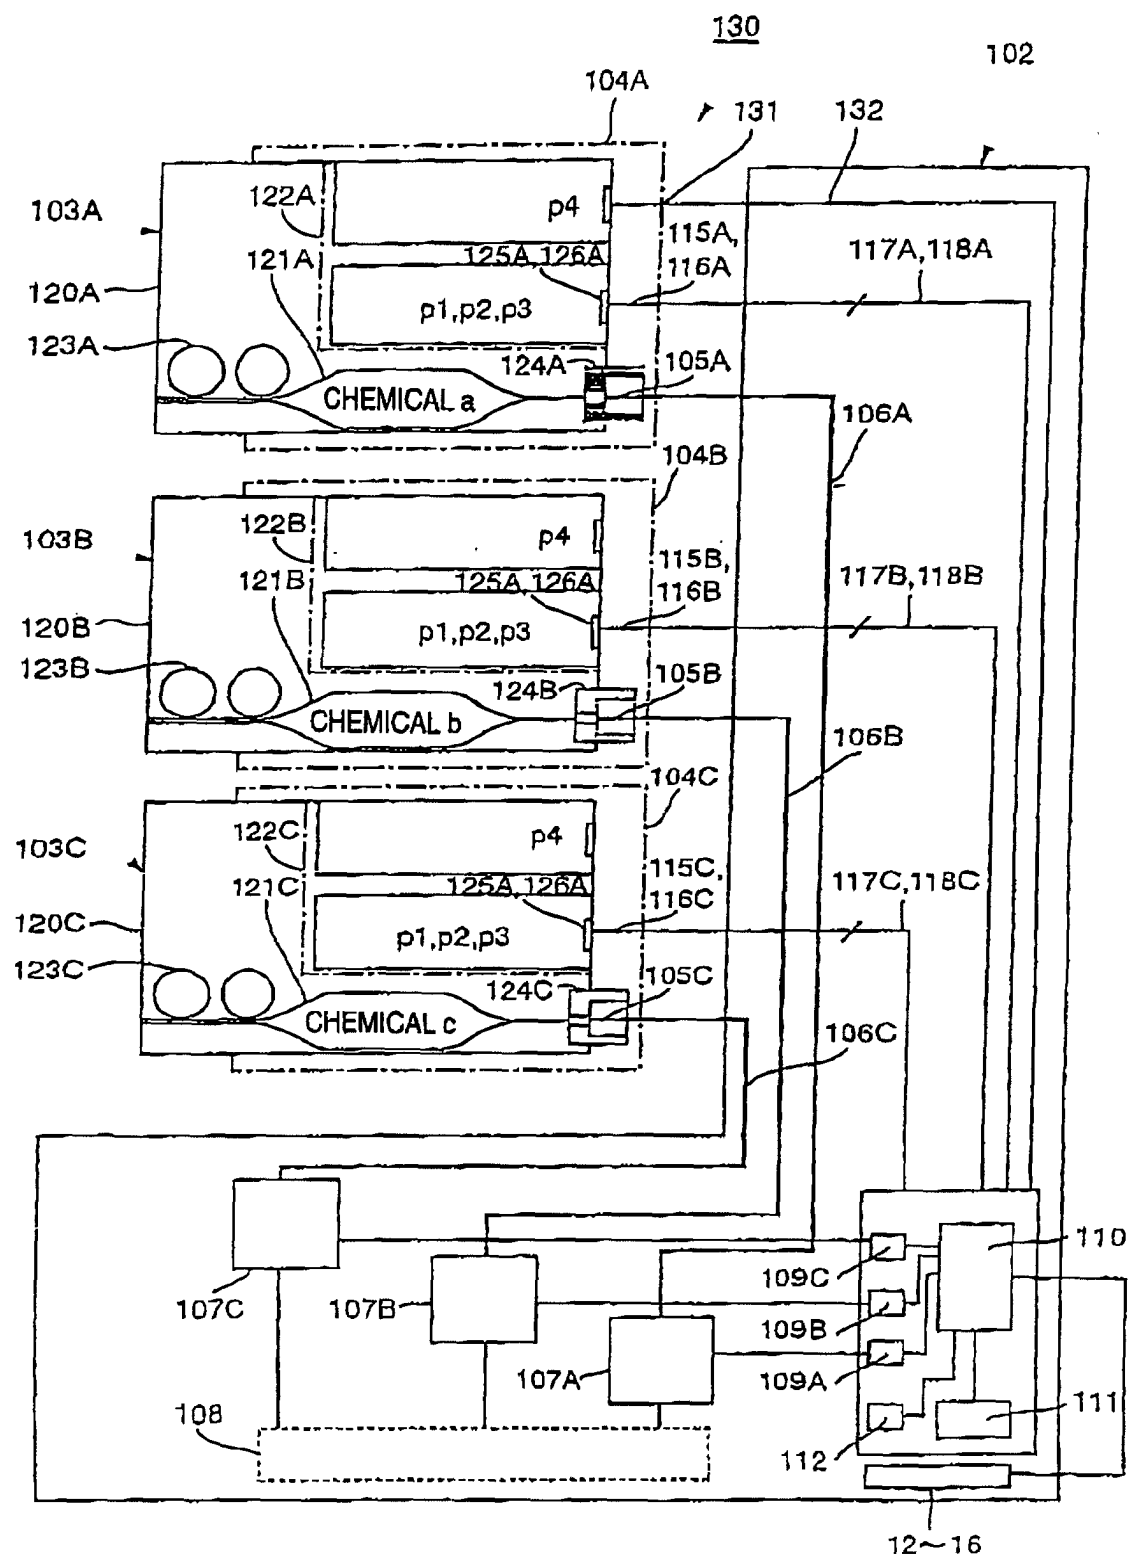 130
102
104A
131
132
122A
103A
p4
115A,
121A
125A,126A
116A
117A,118A
120A
p1,p2,p3
123A
124A
105A
CHEMICAL a
106A
104B
122B
103B
p4
115B,
121B
125A,126A
116B
117B,118B
120B
p1,p2,p3
123B
124B
105B
CHEMICAL b
106B
104C
122C
103C
p4
115C,
121C
125A,126A
116C
117C,118C
120C
p1,p2,p3
123C
124C
105C
CHEMICAL c
106C
110
109C
107C
107B
109B
107A
109A
108
111
112
12~16